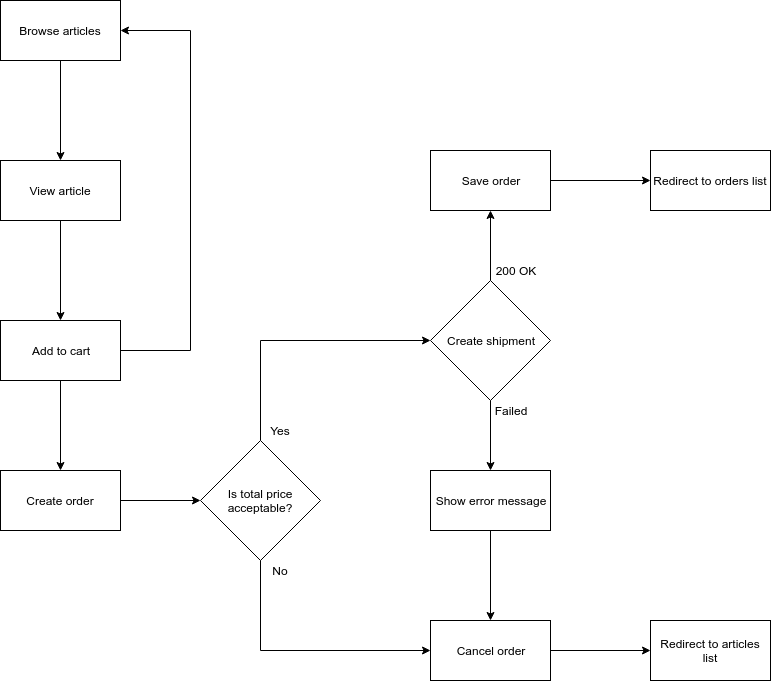 Browse articles
View article
Save order
Redirect to orders list
200 OK
Add to cart
Create shipment
Failed
Yes
Create order
Is total price
acceptable?
Show error message
No
Cancel order
Redirect to articles
list